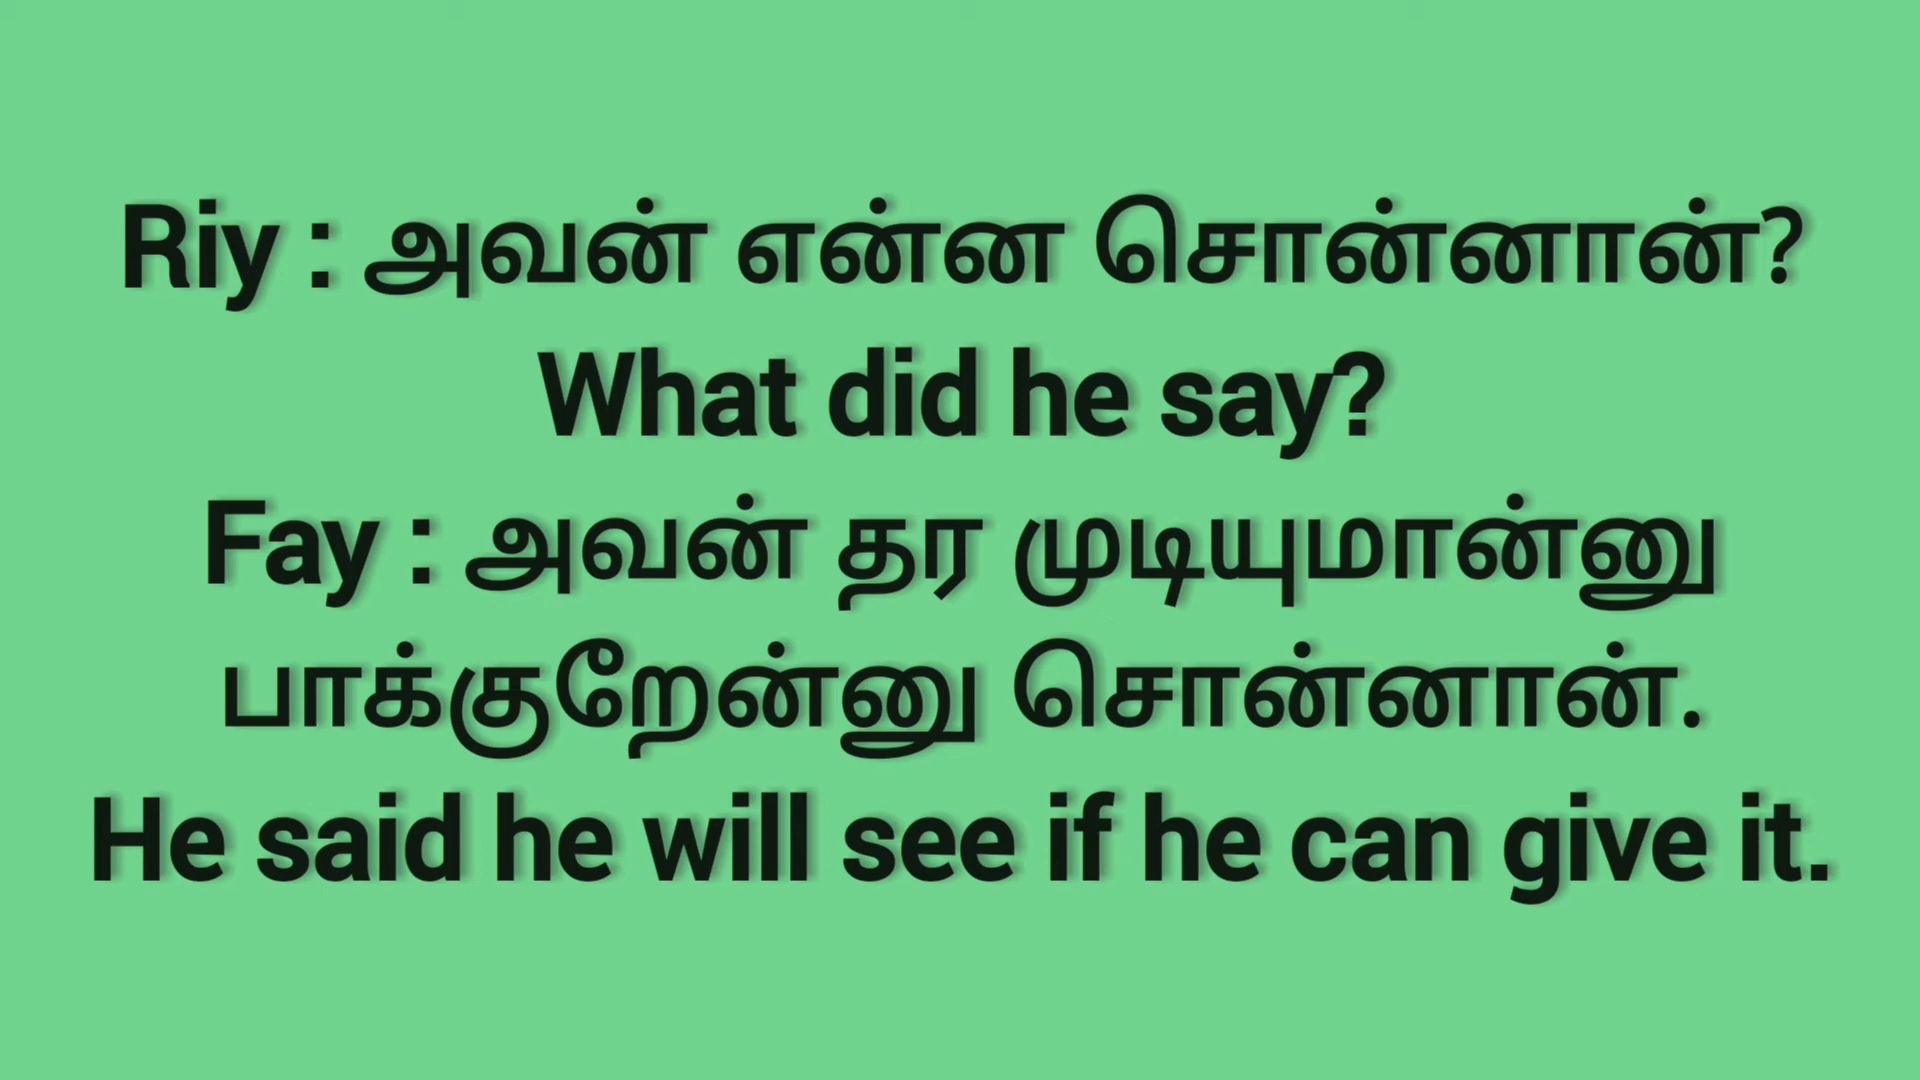 Riy : அவன் என்ன சொன்னான்?
What did he say?
Fay : அவன் தர முடியுமான்னு
பாக்குறேன்னு சொன்னான்.
He said he will see if he can give it.